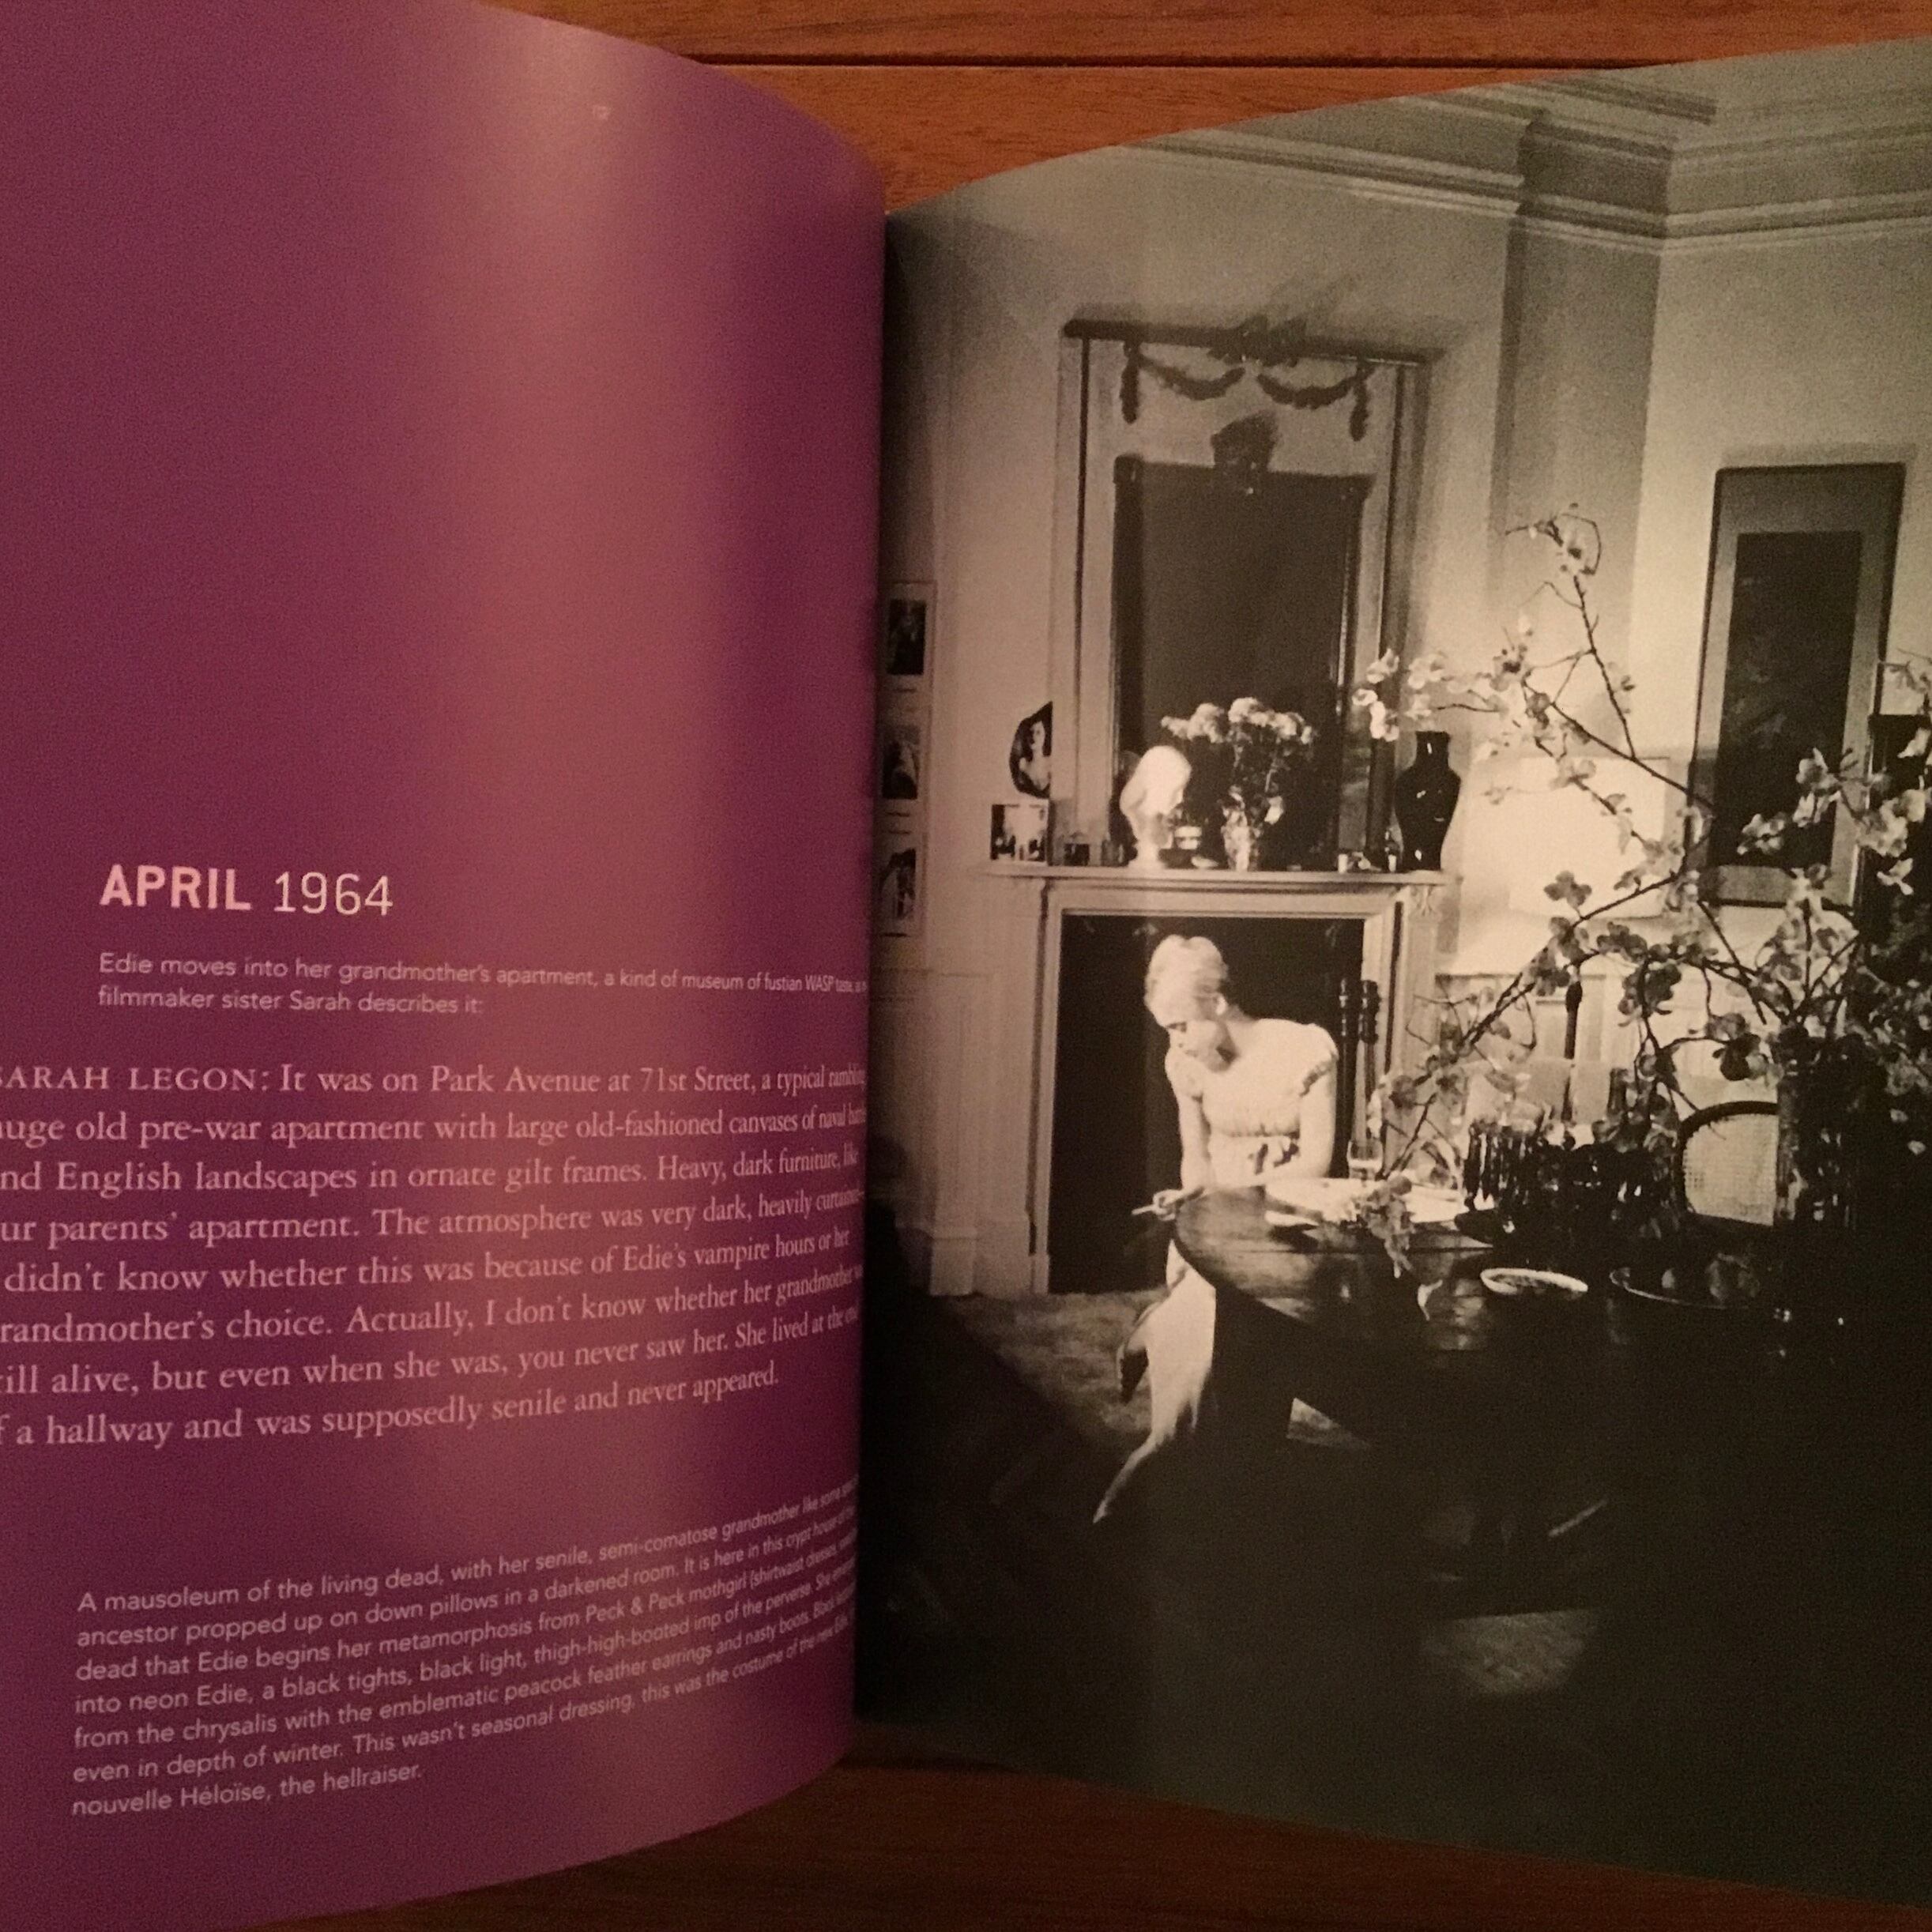 APRIL 1964
Edie moves into her grandmother's apartment, a kind of museum of fustian WASP
filmmaker sister Sarah describes it:
SARAH LEGON: It was on Park Avenue at 71st Street, a typical
huge old pre-war apartment with large old-fashioned canvases of naval
and English landscapes in ornate gilt frames. Heavy, dark furniture, like
our parents' apartment. The atmosphere was very dark, heavily
didn't know whether this was because of Edie's vampire hours or her
grandmother's choice. Actually, I don't know whether her grandmother
still alive, but even when she was, you never saw her. She lived at the
of a hallway and was supposedly senile and never appeared.
A mausoleum of the living dead, with her senile, semi-comatose grandmother like some
ancestor propped up on down pillows in a darkened room. It is here in this crypt house of the
dead that Edie begins her metamorphosis from Peck & Peck mothgirl (shirtwaist dresses,
into neon Edie, a black tights, black light, thigh-high-booted imp of the perverse. She
from the chrysalis with the emblematic peacock feather earrings and nasty boots. Black
even in depth of winter. This wasn't seasonal dressing, this was the costume of the new Edie,
nouvelle Héloïse, the hellraiser.